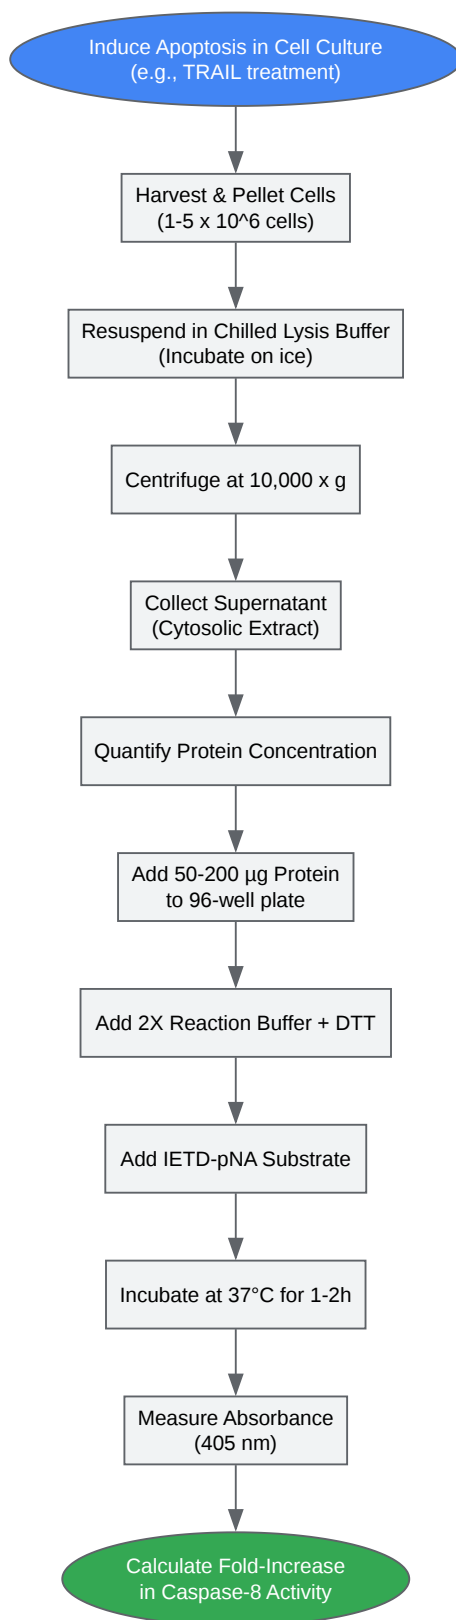 Induce Apoptosis in Cell Culture
(e.g., TRAIL treatment)
Harvest & Pellet Cells
(1-5 x 10^6 cells)
Resuspend in Chilled Lysis Buffer
(Incubate on ice)
Centrifuge at 10,000 x g
Collect Supernatant
(Cytosolic Extract)
Quantify Protein Concentration
Add 50-200 µg Protein
to 96-well plate
Add 2X Reaction Buffer + DTT
Add IETD-pNA Substrate
Incubate at 37°C for 1-2h
Measure Absorbance
(405 nm)
Calculate Fold-Increase
in Caspase-8 Activity